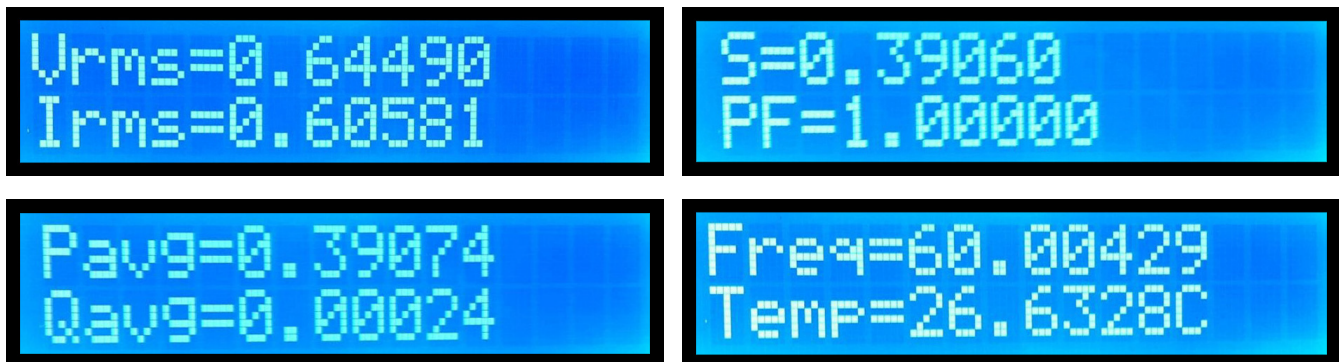 Vrms=0.64490
Irms=0.60581
S=0.39060
PF=1.00000
Pavg=0.39074
Qavg=0.00024
Freq=60.00429
Temp=26.6328C